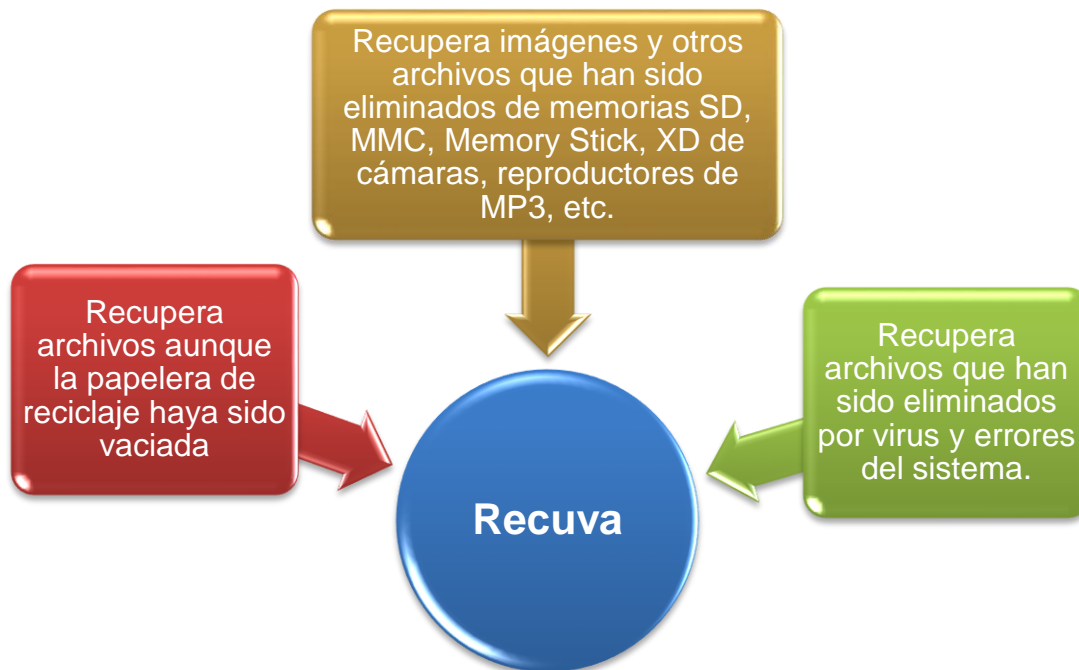 Recupera imágenes y otros
archivos que han sido
eliminados de memorias SD,
MMC, Memory Stick, XD de
cámaras, reproductores de
MP3, etc.
Recupera
archivos aunque
la papelera de
reciclaje haya sido
vaciada
Recupera
archivos que han
sido eliminados
por virus y errores
del sistema.
Recuva